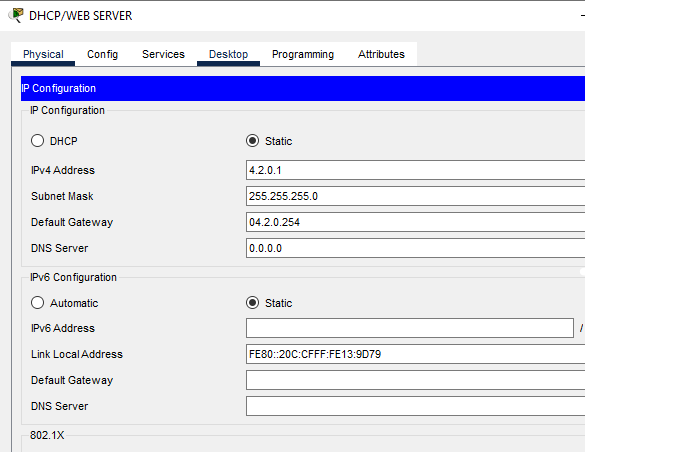 DHCP/WEB SERVER
Physical Config Services Desktop Programming Attributes
IP Configuration
IP Configuration
DHCP Static
IPv4 Address 4.2.0.1
Subnet Mask 255.255.255.0
Default Gateway 04.2.0.254
DNS Server 0.0.0.0
IPv6 Configuration
Automatic Static
IPv6 Address /
Link Local Address FE80::20C:CFFF:FE13:9D79
Default Gateway
DNS Server
802.1X